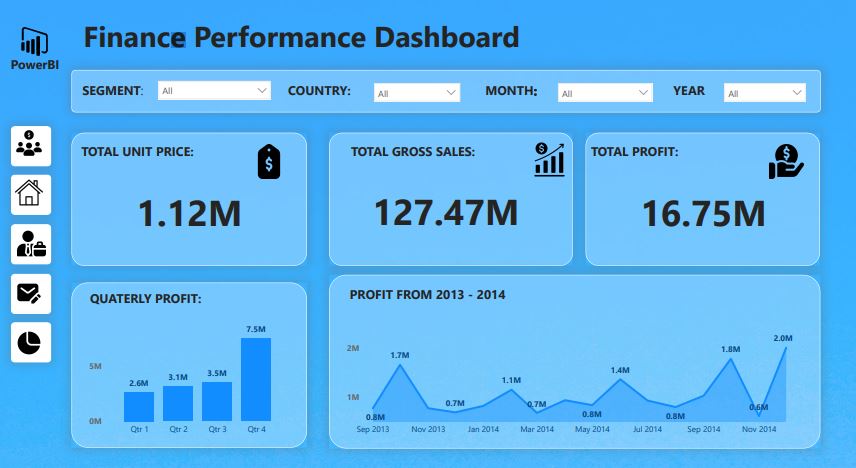 Finance Performance Dashboard
PowerBI
SEGMENT: All COUNTRY: All MONTH: All YEAR All
TOTAL UNIT PRICE:
$
1.12M
TOTAL GROSS SALES:
$
127.47M
TOTAL PROFIT:
$
16.75M
QUATERLY PROFIT:
7.5M
5M
3.5M
3.1M
2.6M
0M
Qtr 1 Qtr 2 Qtr 3 Qtr 4
PROFIT FROM 2013 - 2014
2.0M
2M
1.8M
1.7M
1.4M
1.1M
1M
0.7M
0.7M
0.6M
0.8M
0.8M
0.8M
Sep 2013 Nov 2013 Jan 2014 Mar 2014 May 2014 Jul 2014 Sep 2014 Nov 2014